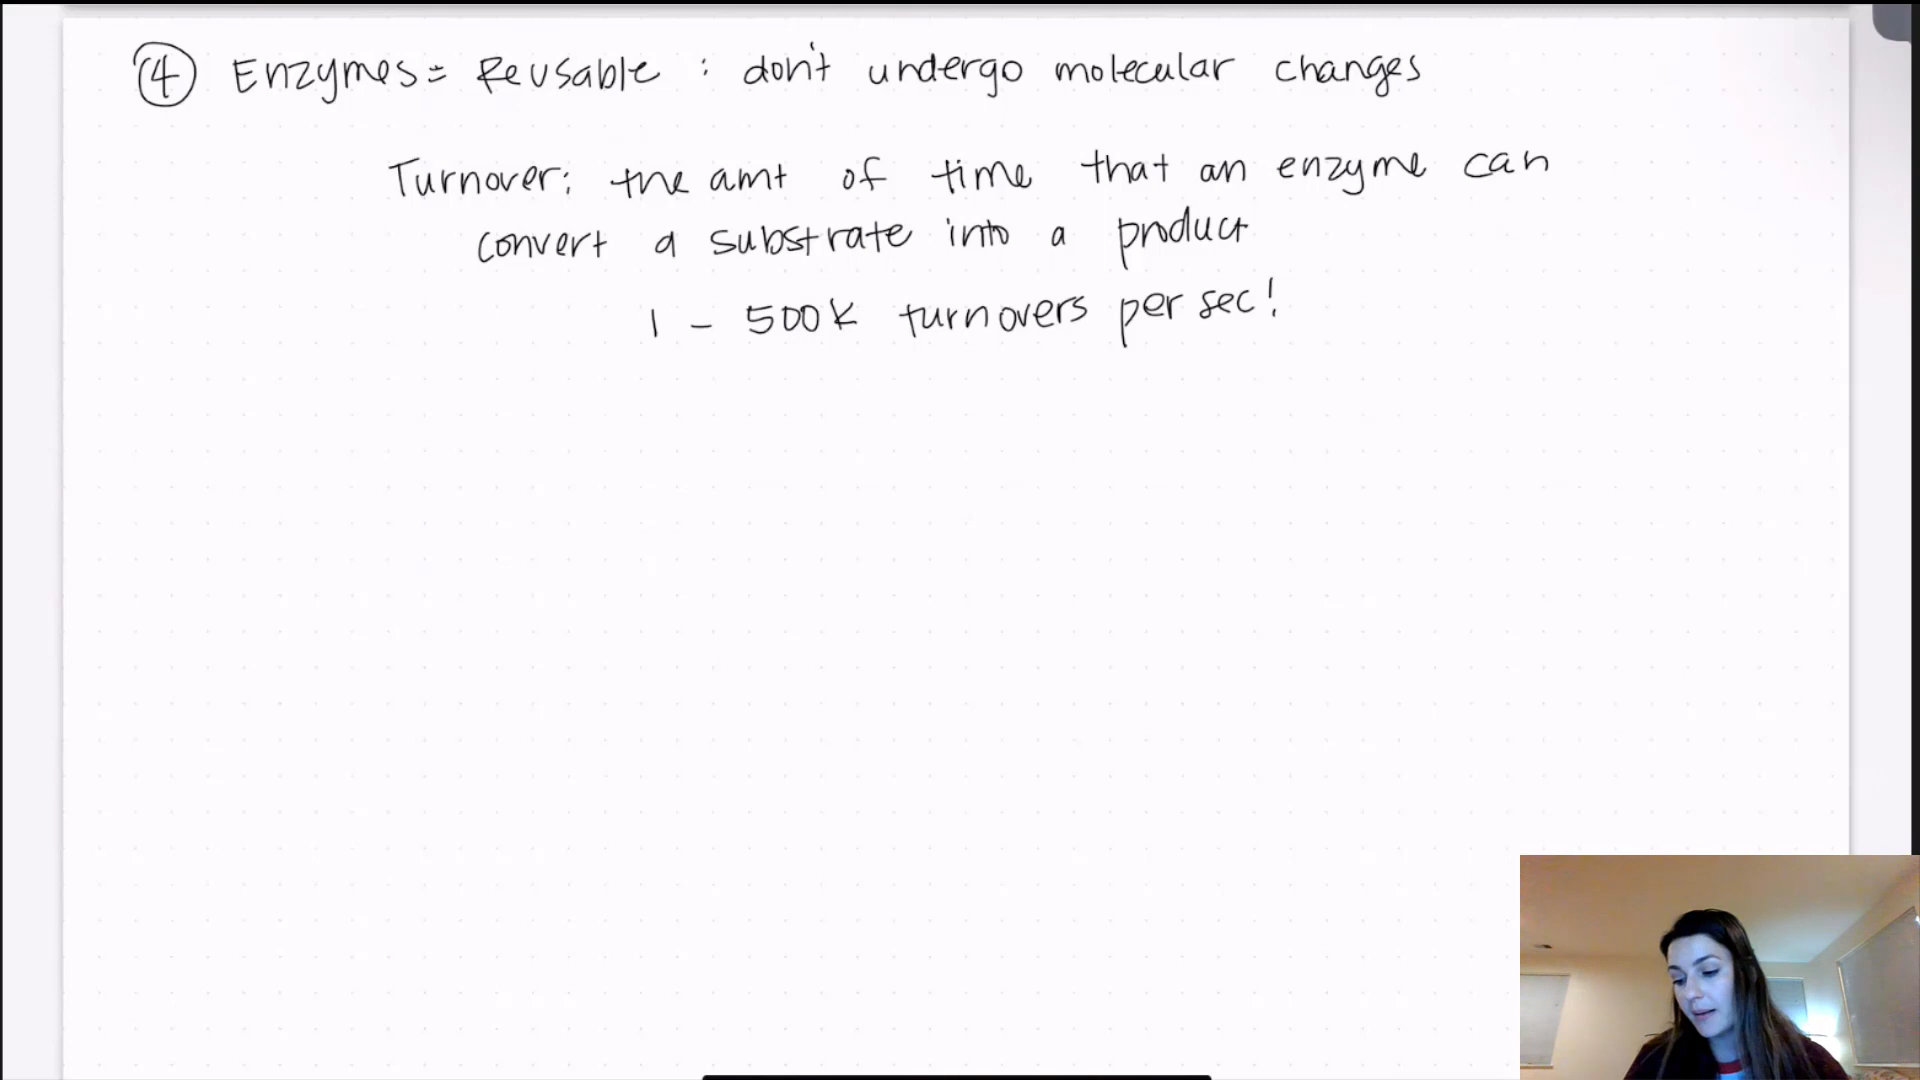 ④ Enzymes = Reusable : don't undergo molecular changes
Turnover: the amt of time that an enzyme can
convert a substrate into a product
1 - 500k turnovers per sec!